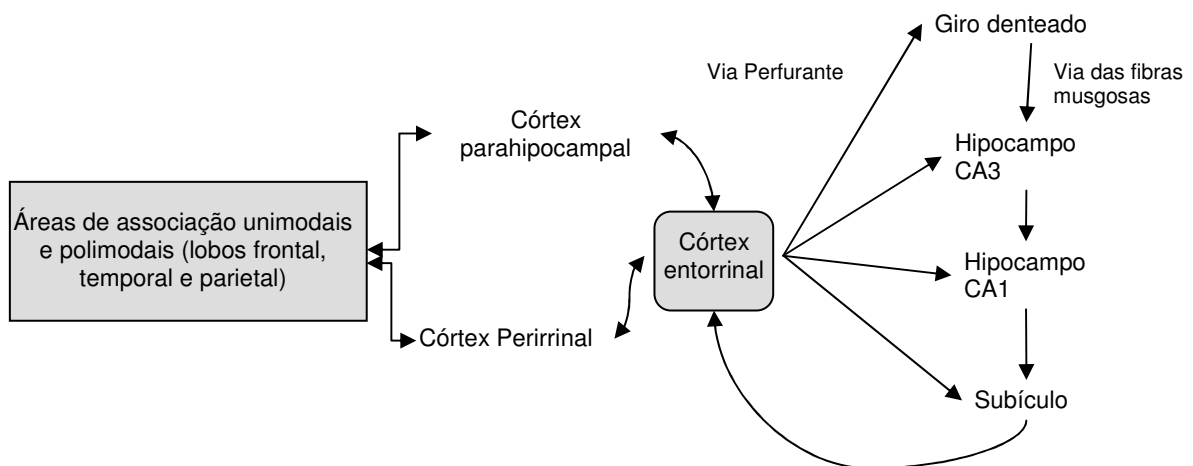 Giro denteado
Via Perfurante
Via das fibras
musgosas
Córtex
parahipocampal
Hipocampo
CA3
Áreas de associação unimodais
e polimodais (lobos frontal,
temporal e parietal)
Córtex
entorrinal
Hipocampo
CA1
Córtex Perirrinal
Subículo